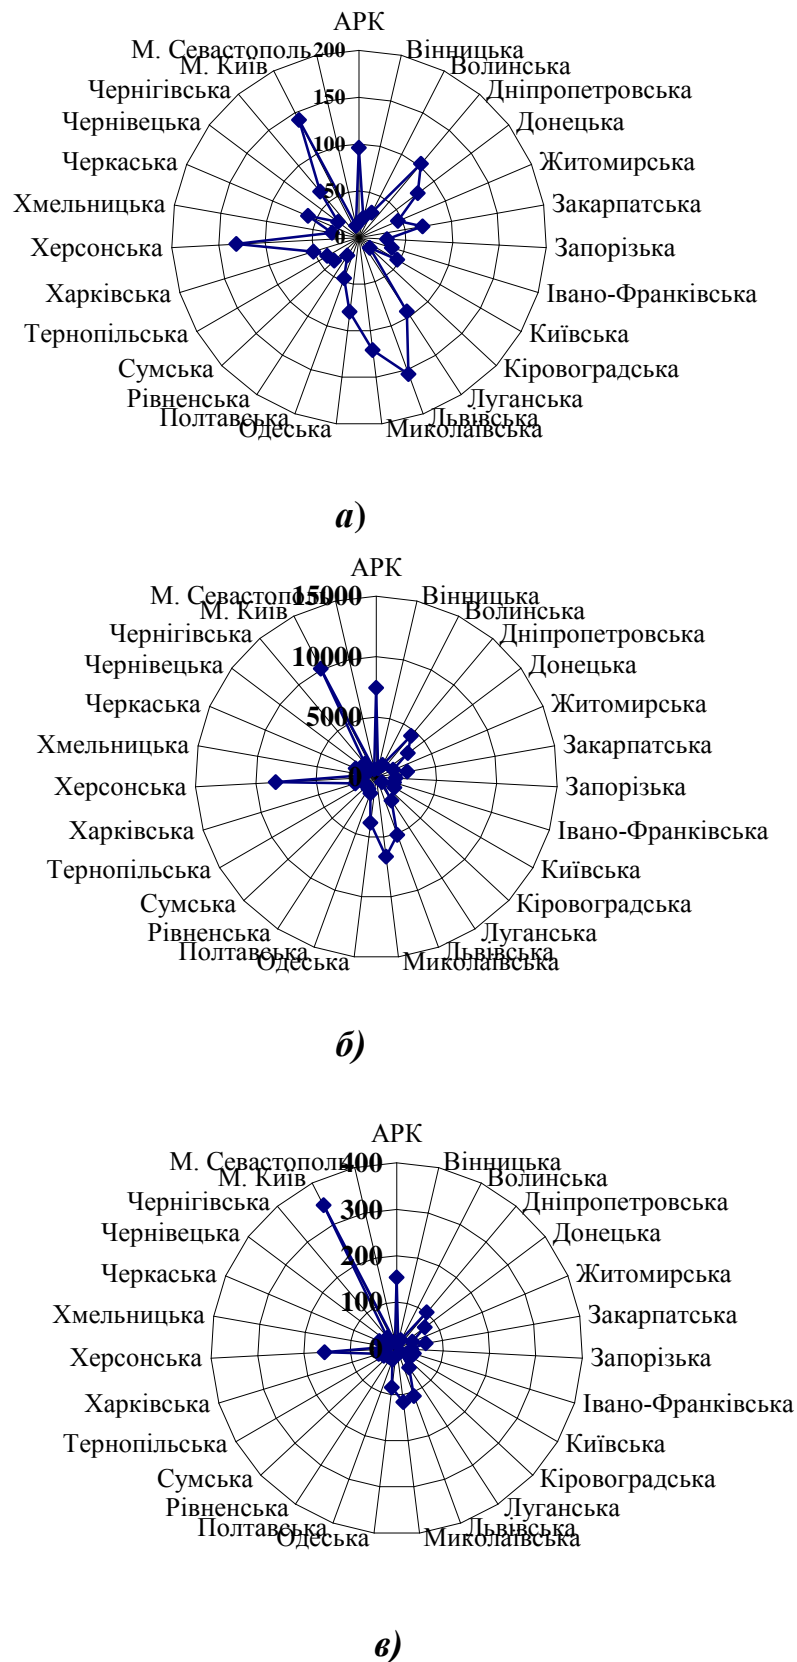 АРК
М. Севастополь 200 Вінницька
М. Київ Волинська
Чернігівська 150 Дніпропетровська
Чернівецька 100 Донецька
Черкаська 50 Житомирська
Хмельницька 0 Закарпатська
Херсонська Запорізька
Харківська Івано-Франківська
Тернопільська Київська
Сумська Кіровоградська
Рівненська Луганська
Полтавська Львівська
Одеська Миколаївська
а)
АРК
М. Севастополь 15000 Вінницька
М. Київ Волинська
Чернігівська 10000 Дніпропетровська
Чернівецька Донецька
Черкаська 5000 Житомирська
Хмельницька Закарпатська
Херсонська 0 Запорізька
Харківська Івано-Франківська
Тернопільська Київська
Сумська Кіровоградська
Рівненська Луганська
Полтавська Львівська
Одеська Миколаївська
б)
АРК
М. Севастополь 400 Вінницька
М. Київ Волинська
Чернігівська 300 Дніпропетровська
Чернівецька 200 Донецька
Черкаська 100 Житомирська
Хмельницька Закарпатська
Херсонська 0 Запорізька
Харківська Івано-Франківська
Тернопільська Київська
Сумська Кіровоградська
Рівненська Луганська
Полтавська Львівська
Одеська Миколаївська
в)